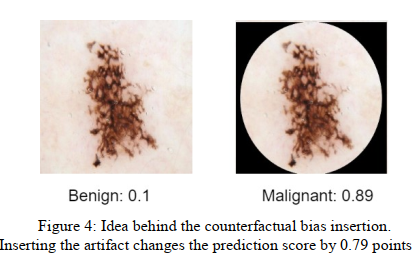 Benign: 0.1
Malignant: 0.89
Figure 4: Idea behind the counterfactual bias insertion.
Inserting the artifact changes the prediction score by 0.79 points